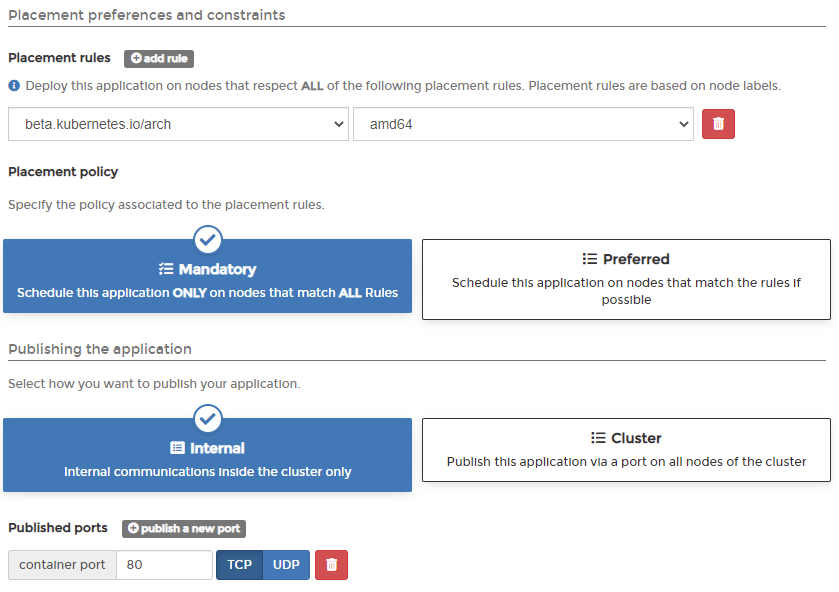 Placement preferences and constraints
Placement rules add rule
Deploy this application on nodes that respect ALL of the following placement rules. Placement rules are based on node labels.
beta.kubernetes.io/arch amd64
Placement policy
Specify the policy associated to the placement rules.
Mandatory
Schedule this application ONLY on nodes that match ALL Rules
Preferred
Schedule this application on nodes that match the rules if
possible
Publishing the application
Select how you want to publish your application.
Internal
Internal communications inside the cluster only
Cluster
Publish this application via a port on all nodes of the cluster
Published ports publish a new port
container port 80 TCP UDP